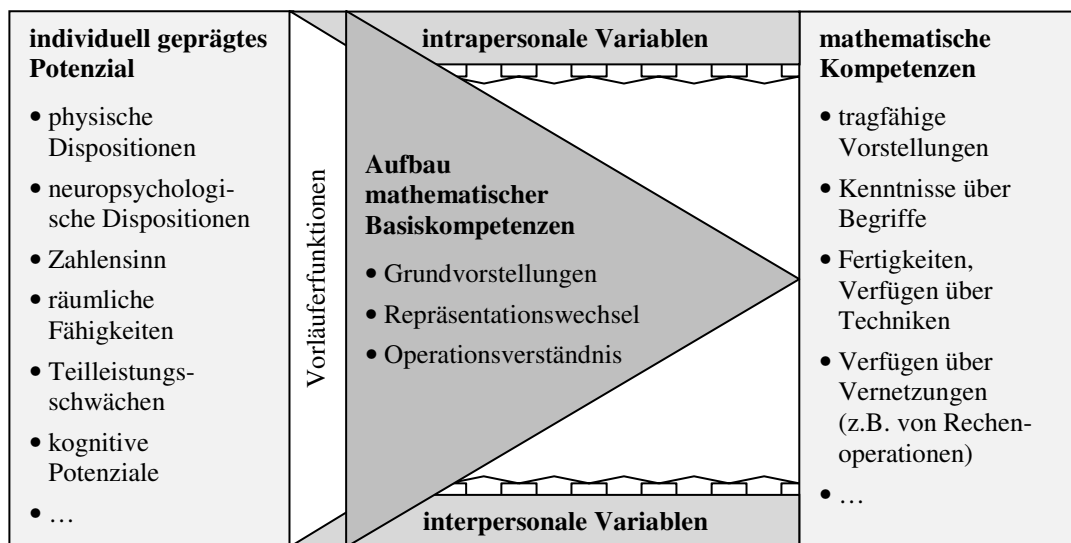 individuell geprägtes
Potenzial
• physische
Dispositionen
• neuropsychologi-
sche Dispositionen
• Zahlensinn
• räumliche
Fähigkeiten
• Teilleistungs-
schwächen
• kognitive
Potenziale
• …
Vorläuferfunktionen
intrapersonale Variablen
Aufbau
mathematischer
Basiskompetenzen
• Grundvorstellungen
• Repräsentationswechsel
• Operationsverständnis
interpersonale Variablen
mathematische
Kompetenzen
• tragfähige
Vorstellungen
• Kenntnisse über
Begriffe
• Fertigkeiten,
Verfügen über
Techniken
• Verfügen über
Vernetzungen
(z.B. von Rechen-
operationen)
• …